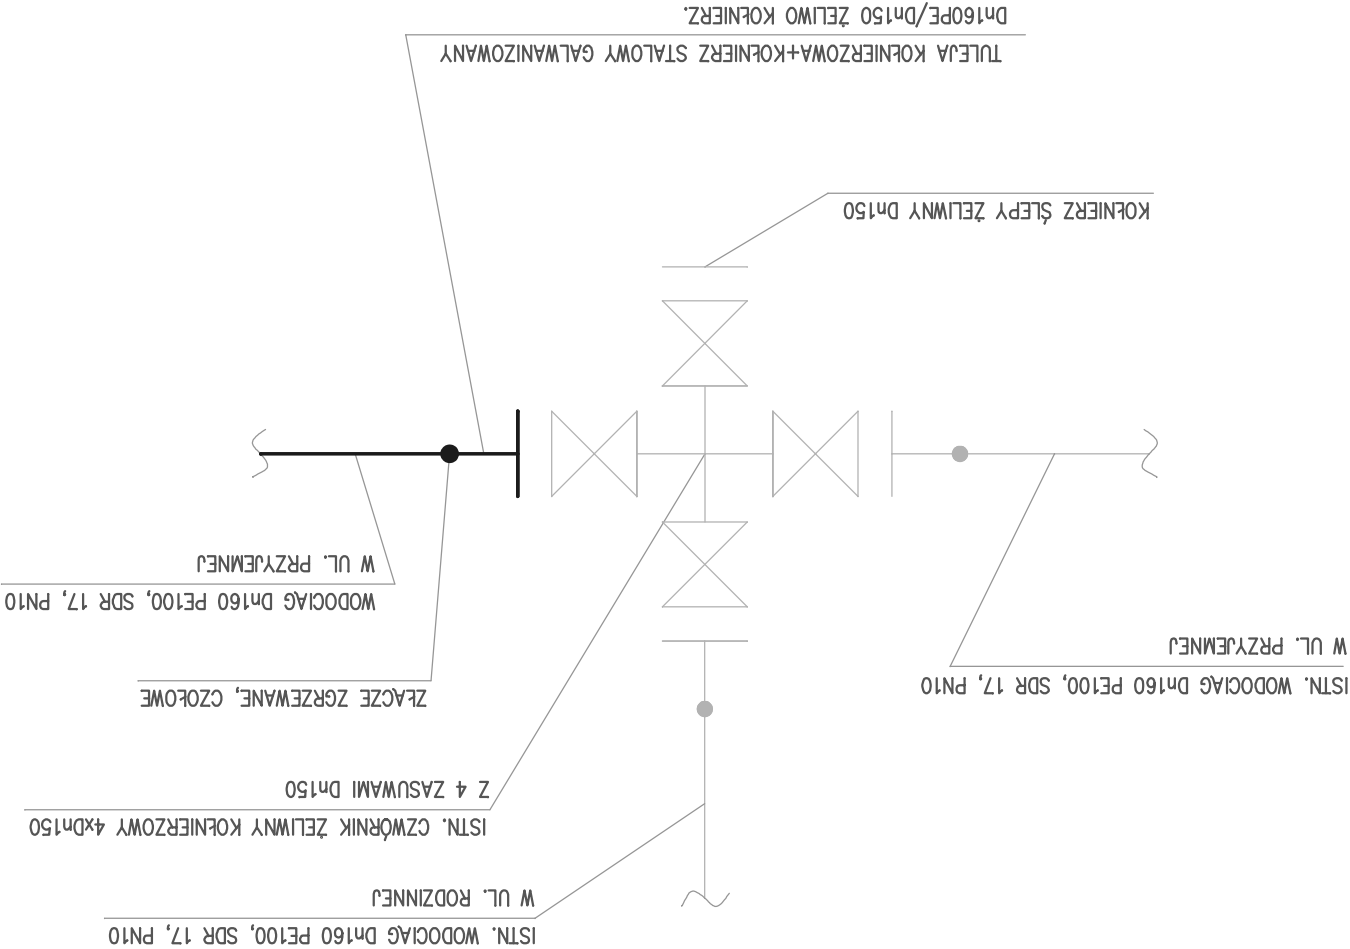 ISTN. WODOCIĄG Dn160 PE100, SDR 17, PN10
W UL. RODZINNEJ
ISTN. CZWÓRNIK ŻELIWNY KOŁNIERZOWY 4xDn150
Z 4 ZASUWAMI Dn150
ZŁĄCZE ZGRZEWANE, CZOŁOWE
ISTN. WODOCIĄG Dn160 PE100, SDR 17, PN10
W UL. PRZYJEMNEJ
WODOCIĄG Dn160 PE100, SDR 17, PN10
W UL. PRZYJEMNEJ
KOŁNIERZ ŚLEPY ŻELIWNY Dn150
TULEJA KOŁNIERZOWA+KOŁNIERZ STALOWY GALWANIZOWANY
Dn160PE/Dn150 ŻELIWO KOŁNIERZ.